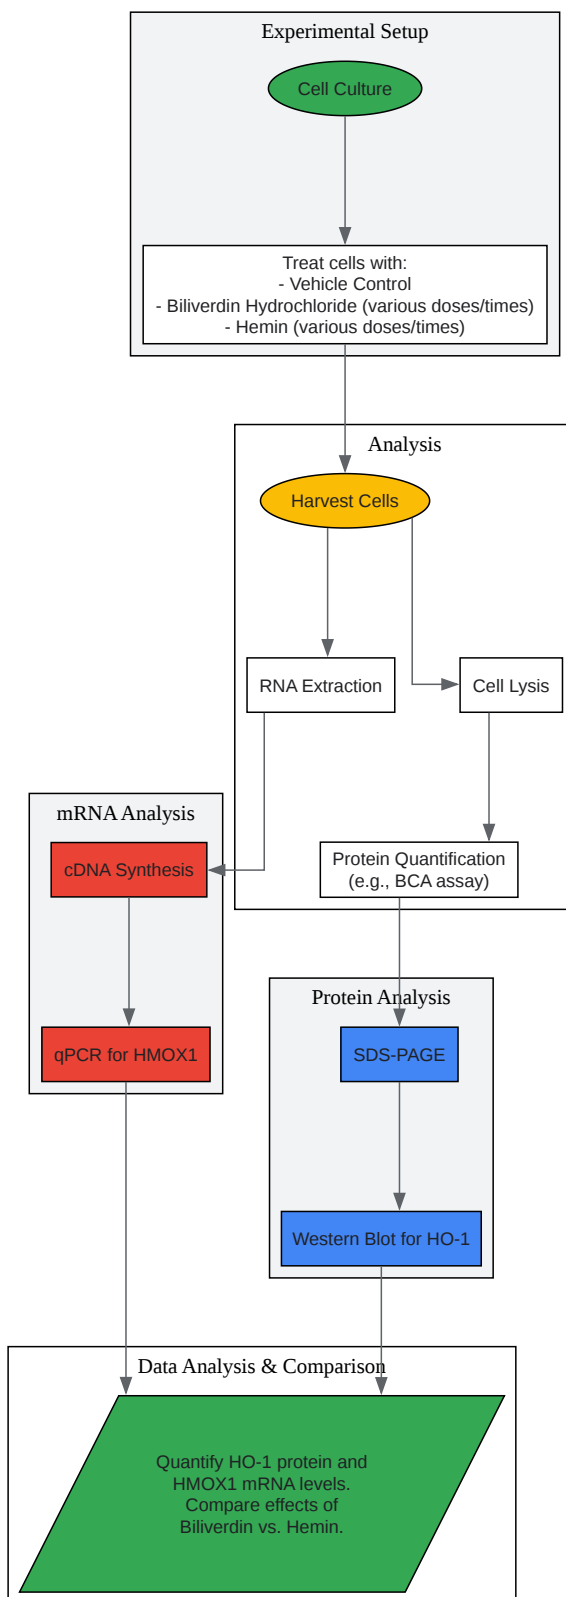 Experimental Setup
Cell Culture
Treat cells with:
- Vehicle Control
- Biliverdin Hydrochloride (various doses/times)
- Hemin (various doses/times)
Analysis
Harvest Cells
RNA Extraction
Cell Lysis
mRNA Analysis
cDNA Synthesis
Protein Quantification
(e.g., BCA assay)
qPCR for HMOX1
Protein Analysis
SDS-PAGE
Western Blot for HO-1
Data Analysis & Comparison
Quantify HO-1 protein and
HMOX1 mRNA levels.
Compare effects of
Biliverdin vs. Hemin.